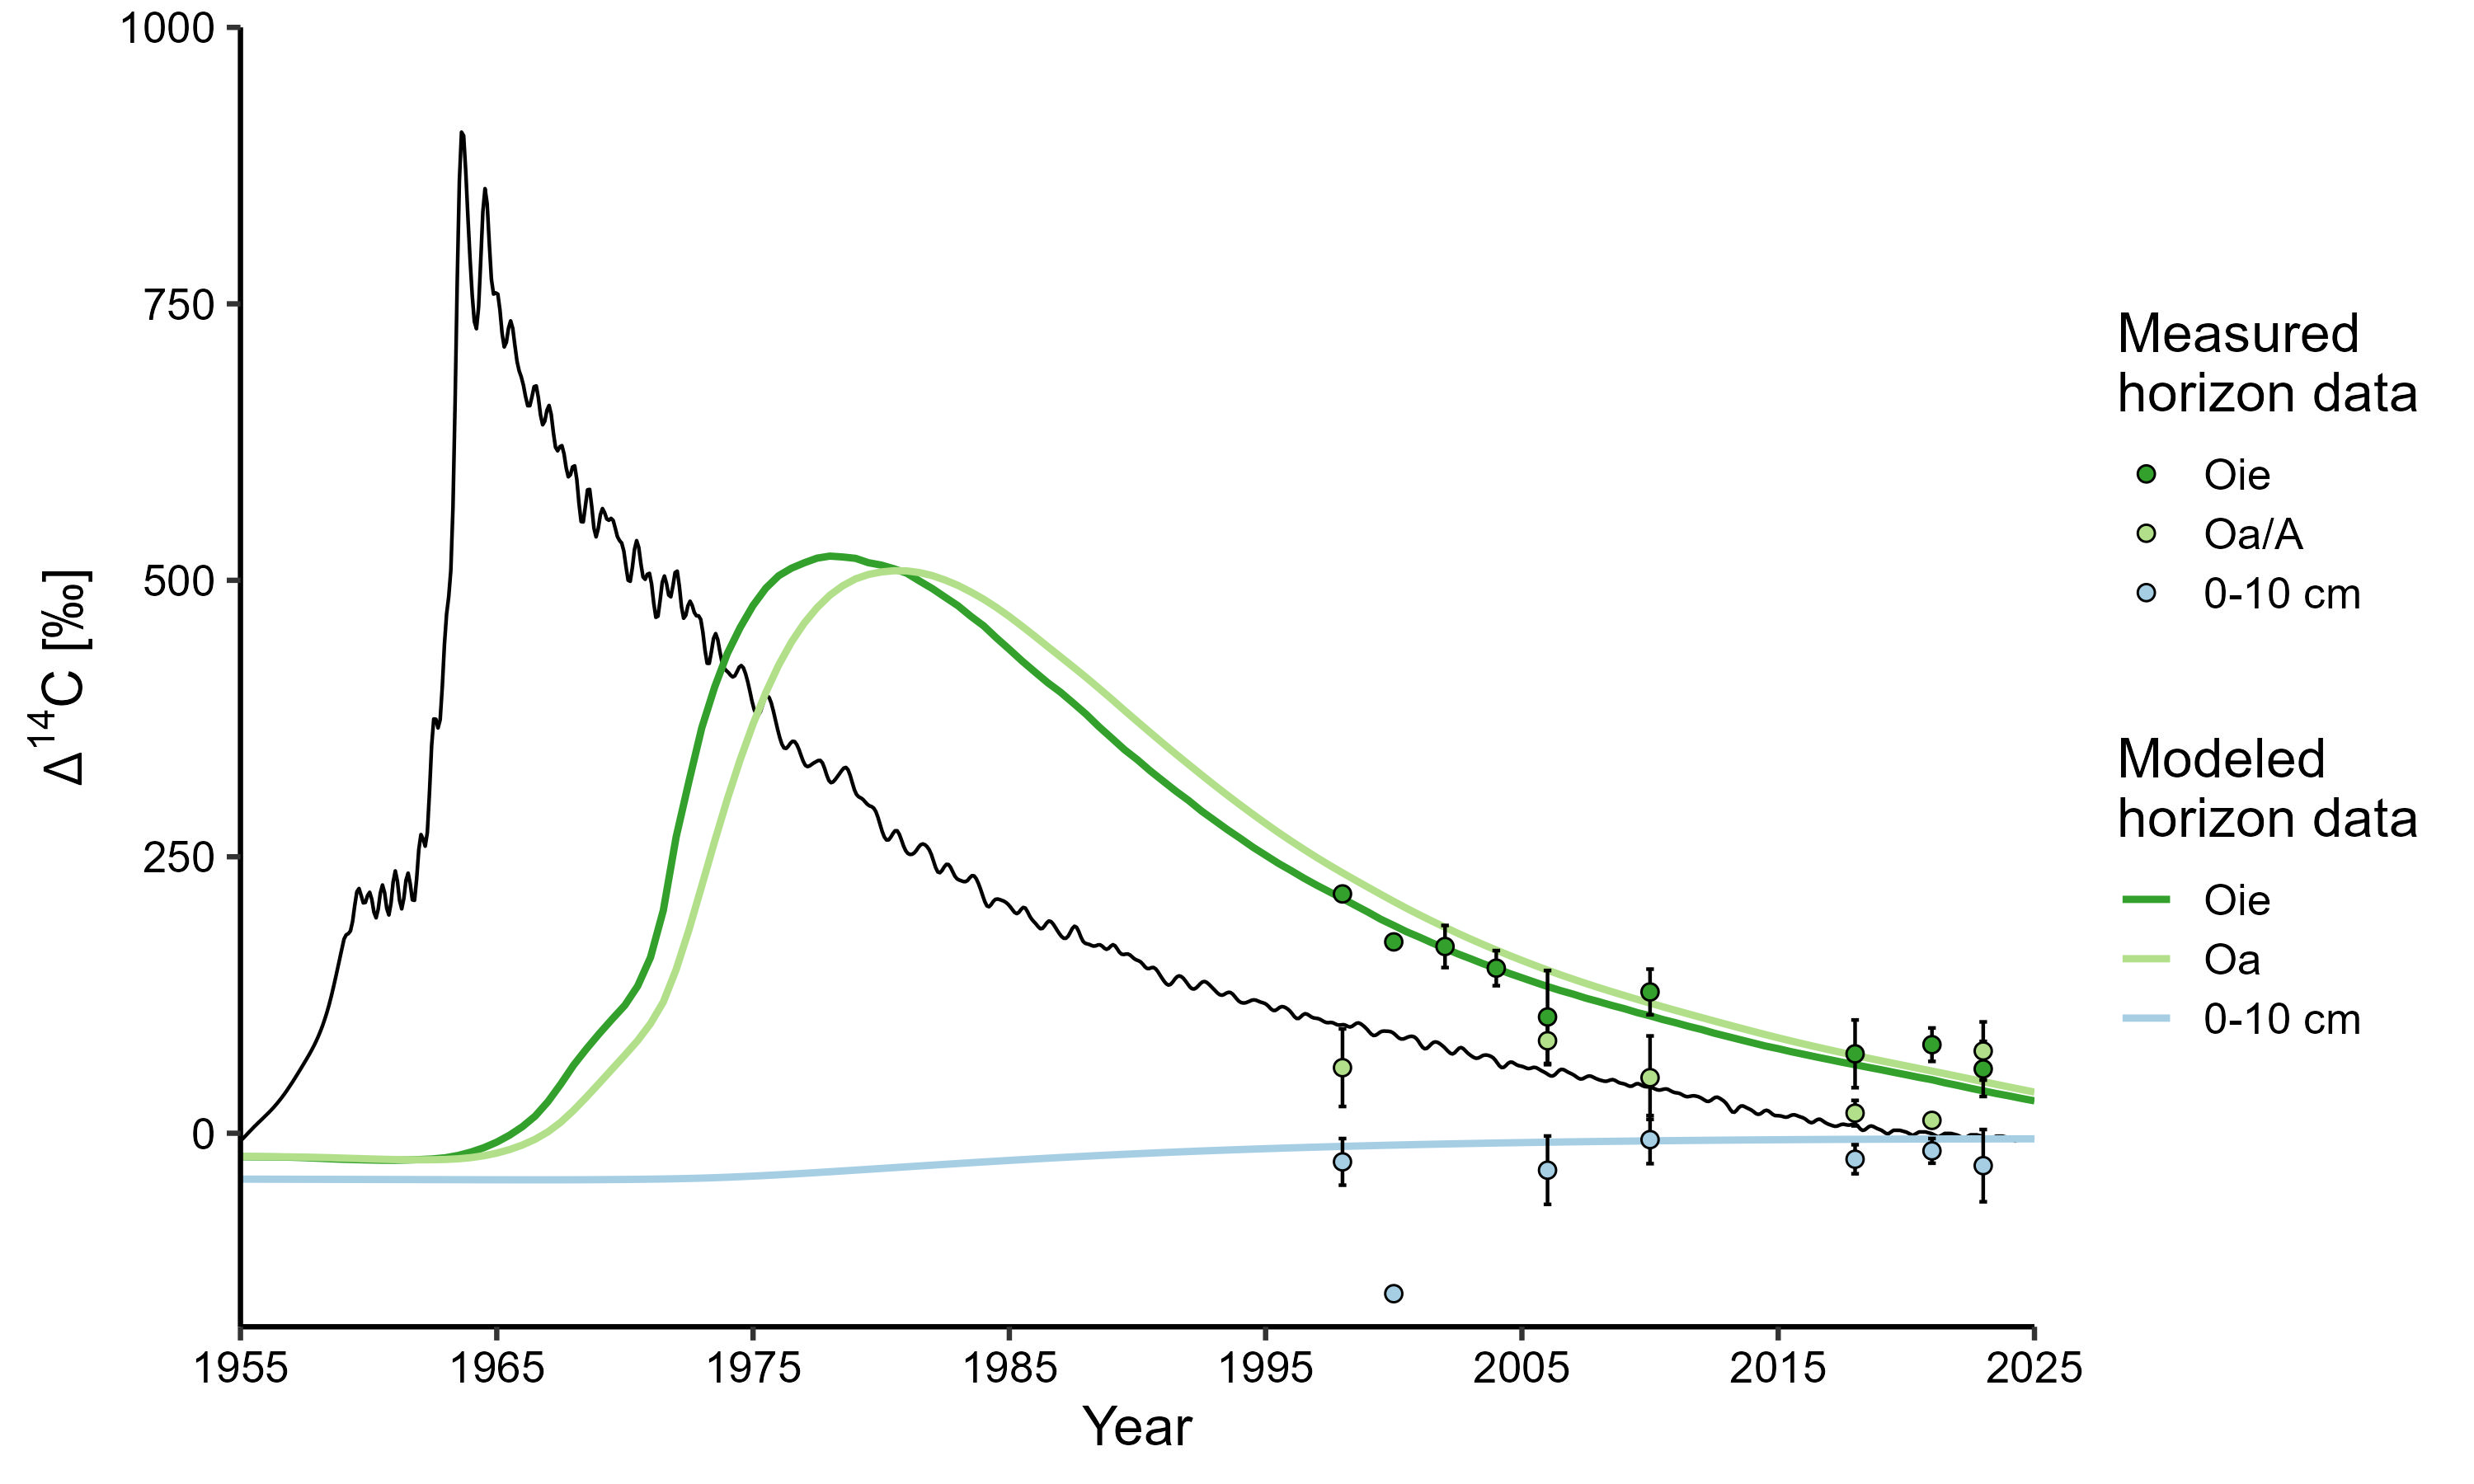 1000
750
500
250
0
Δ¹⁴C [‰]
1955 1965 1975 1985 1995 2005 2015 2025
Year
Measured
horizon data
Oie
Oa/A
0-10 cm
Modeled
horizon data
Oie
Oa
0-10 cm